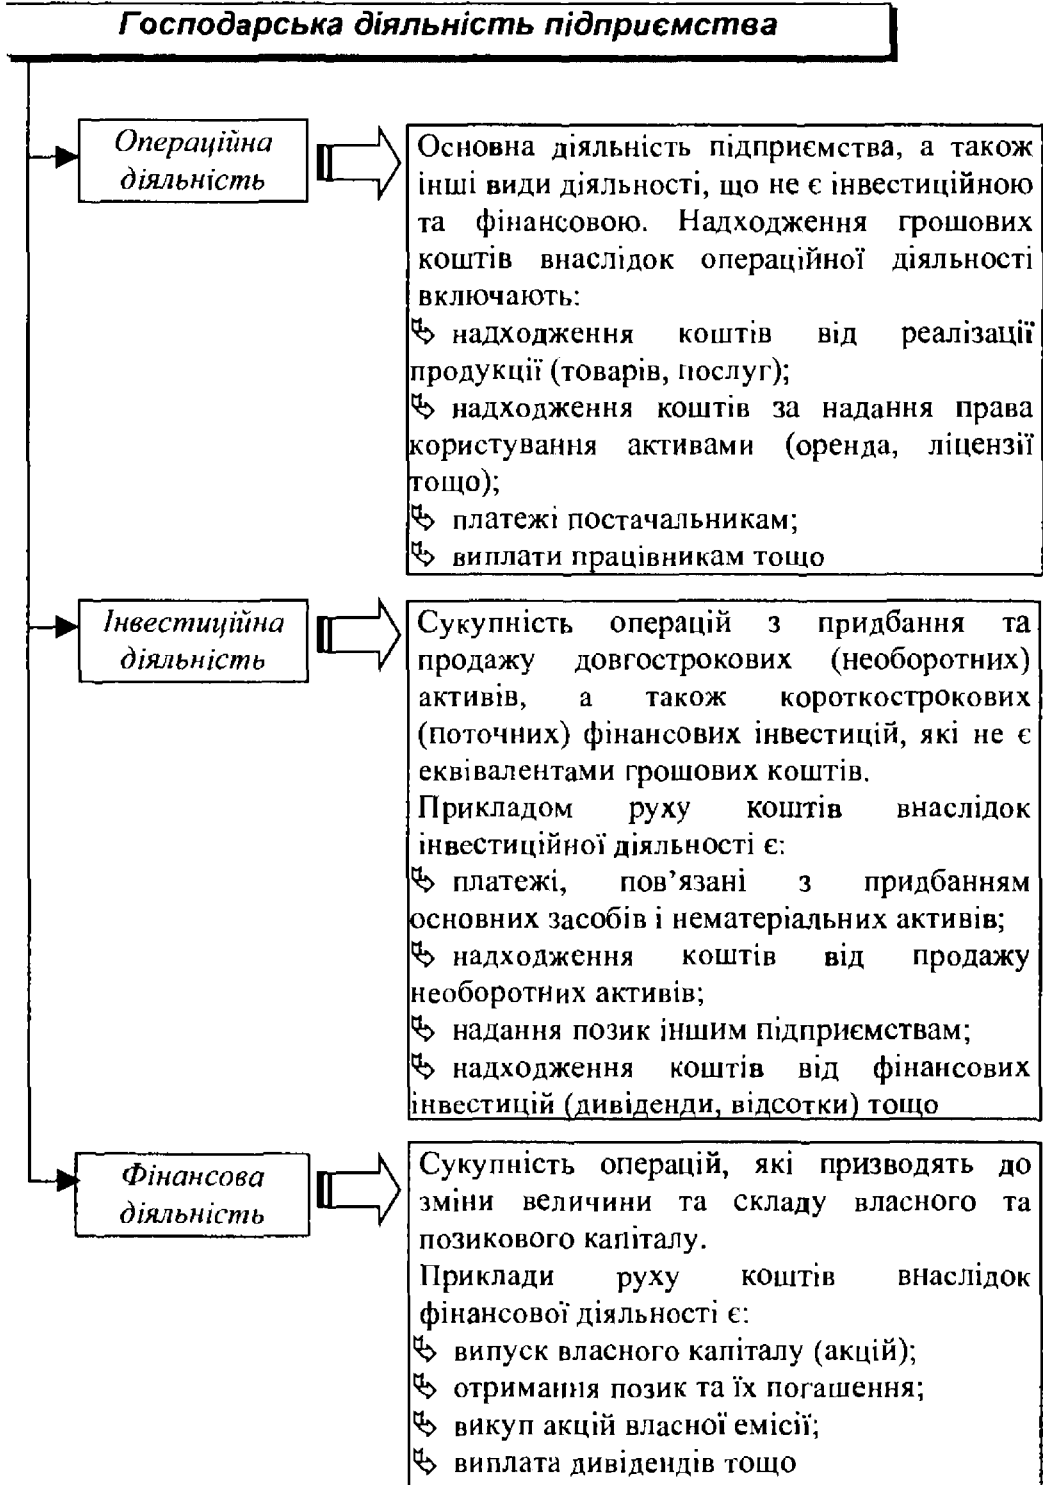 Господарська діяльність підприємства
Операційна
діяльність
Основна діяльність підприємства, а також
інші види діяльності, що не є інвестиційною
та фінансовою. Надходження грошових
коштів внаслідок операційної діяльності
включають:
надходження коштів від реалізації
продукції (товарів, послуг);
надходження коштів за надання права
користування активами (оренда, ліцензії
тощо);
платежі постачальникам;
виплати працівникам тощо
Інвестиційна
діяльність
Сукупність операцій з придбання та
продажу довгострокових (необоротних)
активів, а також короткострокових
(поточних) фінансових інвестицій, які не є
еквівалентами грошових коштів.
Прикладом руху коштів внаслідок
інвестиційної діяльності є:
платежі, пов’язані з придбанням
основних засобів і нематеріальних активів;
надходження коштів від продажу
необоротних активів;
надання позик іншим підприємствам;
надходження коштів від фінансових
інвестицій (дивіденди, відсотки) тощо
Фінансова
діяльність
Сукупність операцій, які призводять до
зміни величини та складу власного та
позикового капіталу.
Приклади руху коштів внаслідок
фінансової діяльності є:
випуск власного капіталу (акцій);
отримання позик та їх погашення;
викуп акцій власної емісії;
виплата дивідендів тощо